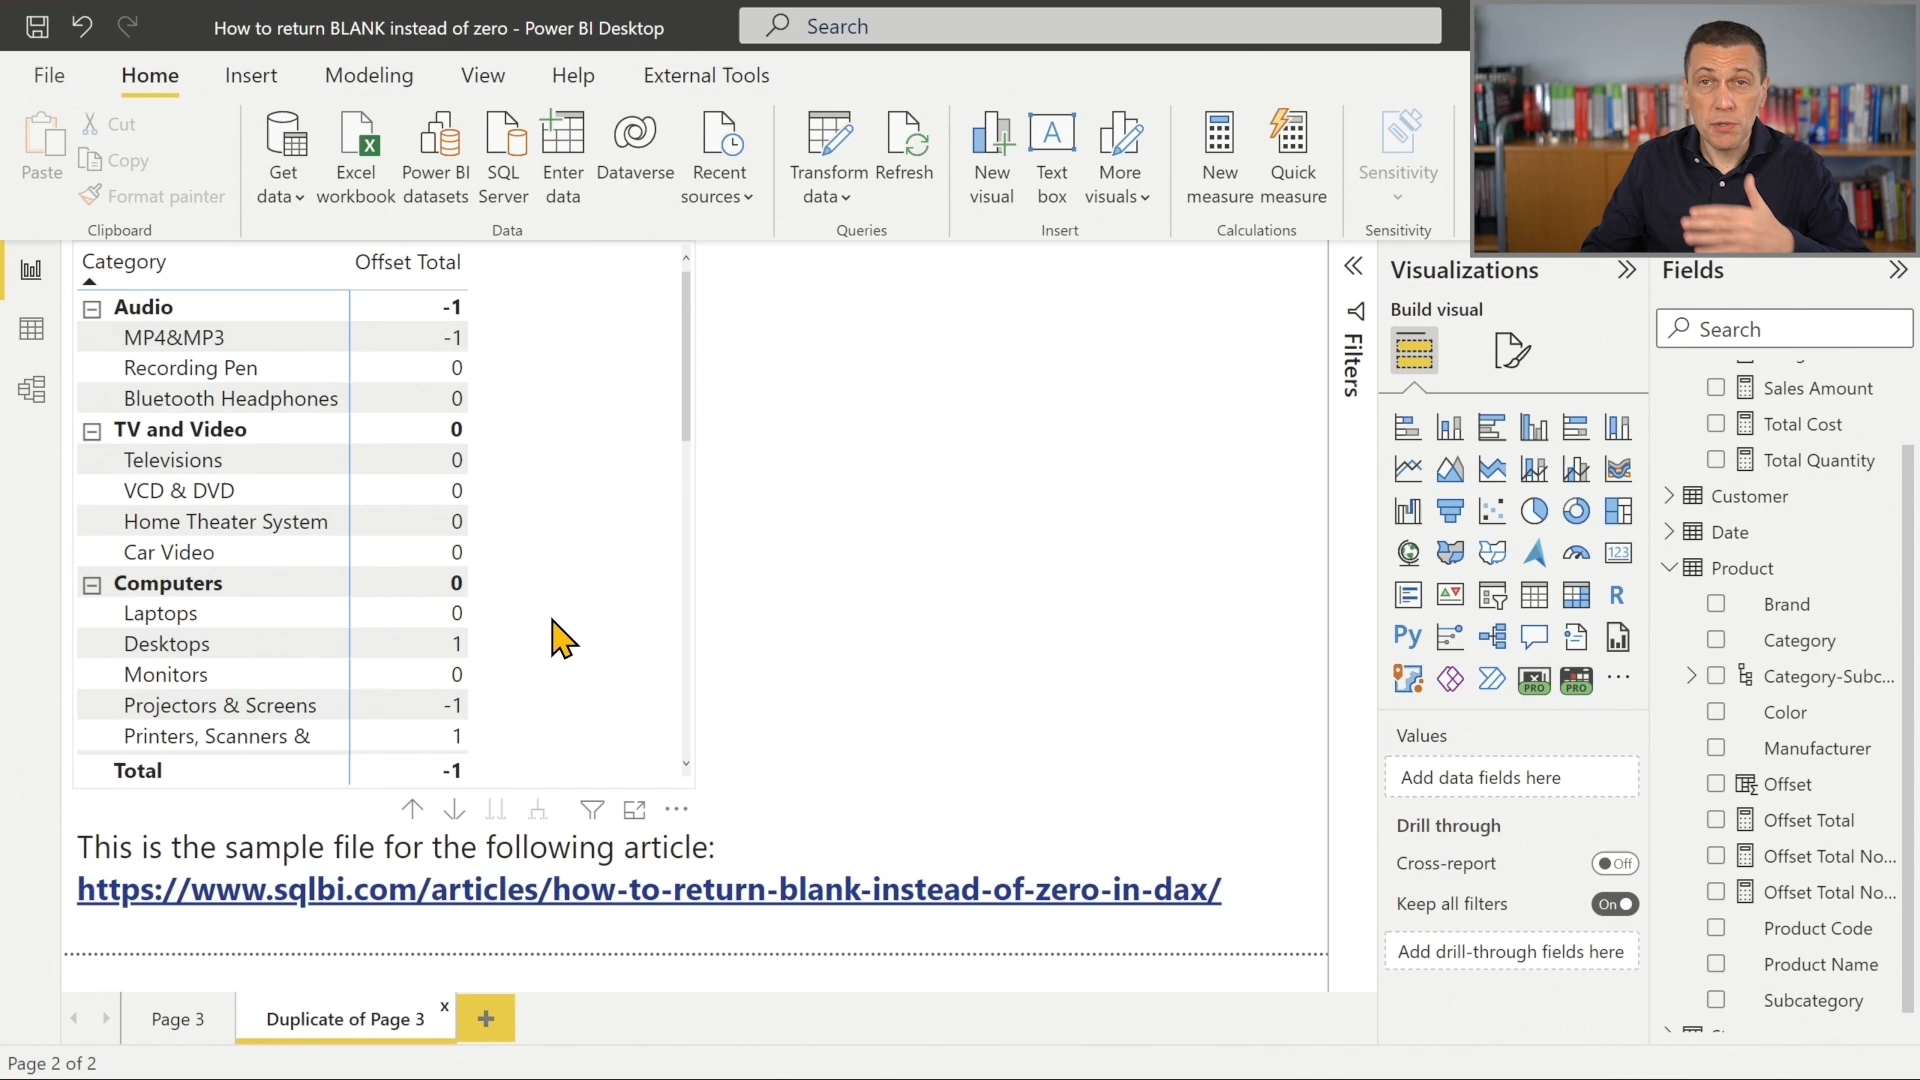 How to return BLANK instead of zero - Power BI Desktop
Search
File
Home
Insert
Modeling
View
Help
External Tools
Paste
Cut
Copy
Format painter
Clipboard
Get data
Excel workbook
Power BI datasets
SQL Server
Enter data
Dataverse
Recent sources
Data
Transform data
Refresh
Queries
New visual
Text box
A
More visuals
Insert
New measure
Quick measure
Calculations
Sensitivity
Sensitivity
Category Offset Total
Audio -1
MP4&MP3 -1
Recording Pen 0
Bluetooth Headphones 0
TV and Video 0
Televisions 0
VCD & DVD 0
Home Theater System 0
Car Video 0
Computers 0
Laptops 0
Desktops 1
Monitors 0
Projectors & Screens -1
Printers, Scanners & 1
Total -1
This is the sample file for the following article:
https://www.sqlbi.com/articles/how-to-return-blank-instead-of-zero-in-dax/
Page 3
Duplicate of Page 3
x
+
Page 2 of 2
Filters
Visualizations
Build visual
123
R
Py
PRO
PRO
...
Values
Add data fields here
Drill through
Cross-report
Off
Keep all filters
On
Add drill-through fields here
Fields
Search
Sales Amount
Total Cost
Total Quantity
Customer
Date
Product
Brand
Category
Category-Subc...
Color
Manufacturer
Offset
Offset Total
Offset Total No...
Offset Total No...
Product Code
Product Name
Subcategory